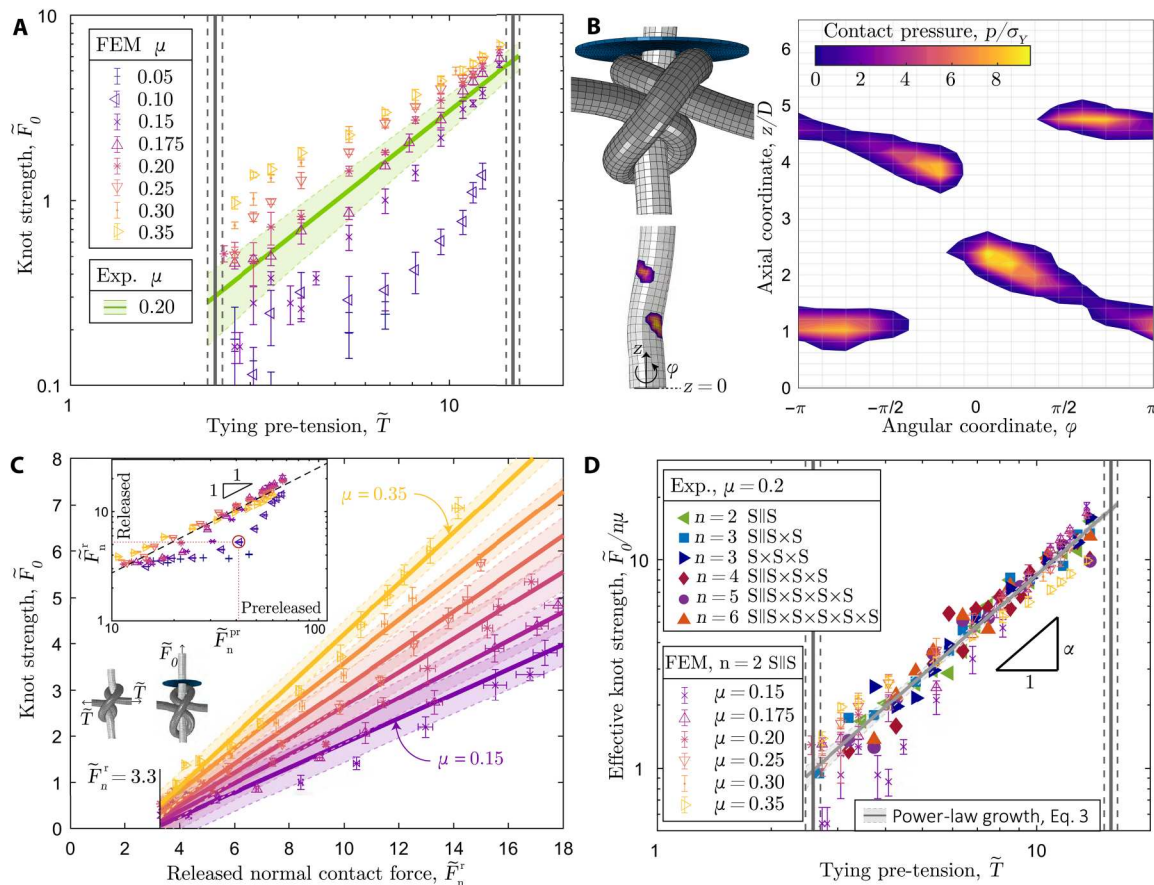 A
FEM μ
0.05
0.10
0.15
0.175
0.20
0.25
0.30
0.35
Exp. μ
0.20
Knot strength, F̃₀
10
1
0.1
1
10
Tying pre-tension, T̃
B
Contact pressure, p/σ_Y
0 2 4 6 8
z
φ
z=0
Axial coordinate, z/D
6
5
4
3
2
1
0
−π −π/2 0 π/2 π
Angular coordinate, φ
C
Knot strength, F̃₀
8
7
6
5
4
3
2
1
0
0 2 4 6 8 10 12 14 16 18
Released normal contact force, F̃ₙʳ
Released
F̃ₙʳ
10
1
1
1
Prereleased
10
F̃ₙᵖʳ
100
μ=0.35
μ=0.15
F̃₀
T̃
T̃
F̃ₙʳ=3.3
D
Exp., μ=0.2
n=2 S||S
n=3 S||S×S
n=3 S×S×S
n=4 S||S×S×S
n=5 S||S×S×S×S
n=6 S||S×S×S×S×S
FEM, n=2 S||S
μ=0.15
μ=0.175
μ=0.20
μ=0.25
μ=0.30
μ=0.35
α
1
Power-law growth, Eq. 3
Effective knot strength, F̃₀/nμ
10
1
1
10
Tying pre-tension, T̃